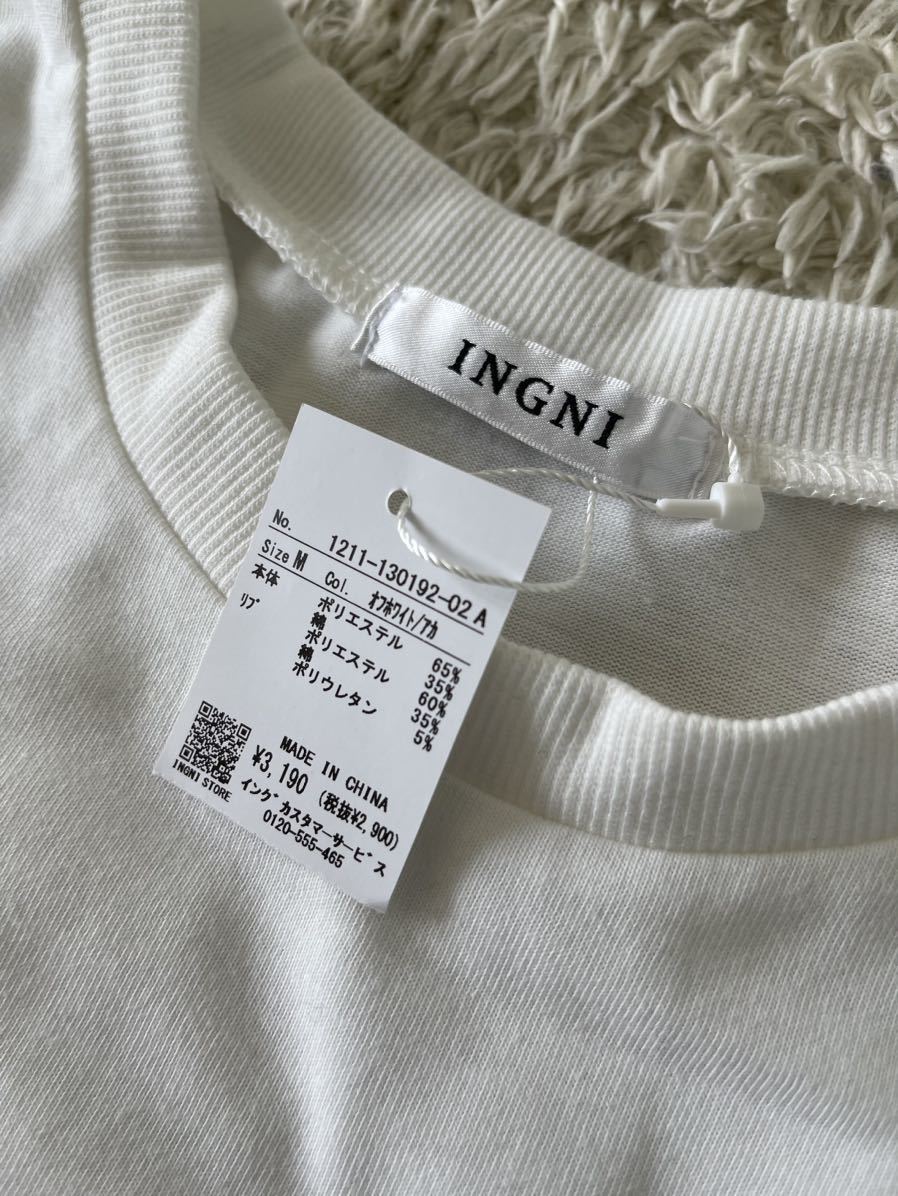 INGNI
No. 1211-130192-02 A
Size M Col. ｵﾌﾎﾜｲﾄ/ｱｶ
本体 ポリエステル 65%
綿 35%
ﾘﾌﾞ ポリエステル 60%
綿 35%
ポリウレタン 5%
MADE IN CHINA
¥3,190 (税抜¥2,900)
INGNI STORE
イングカスタマーサービス
0120-555-465